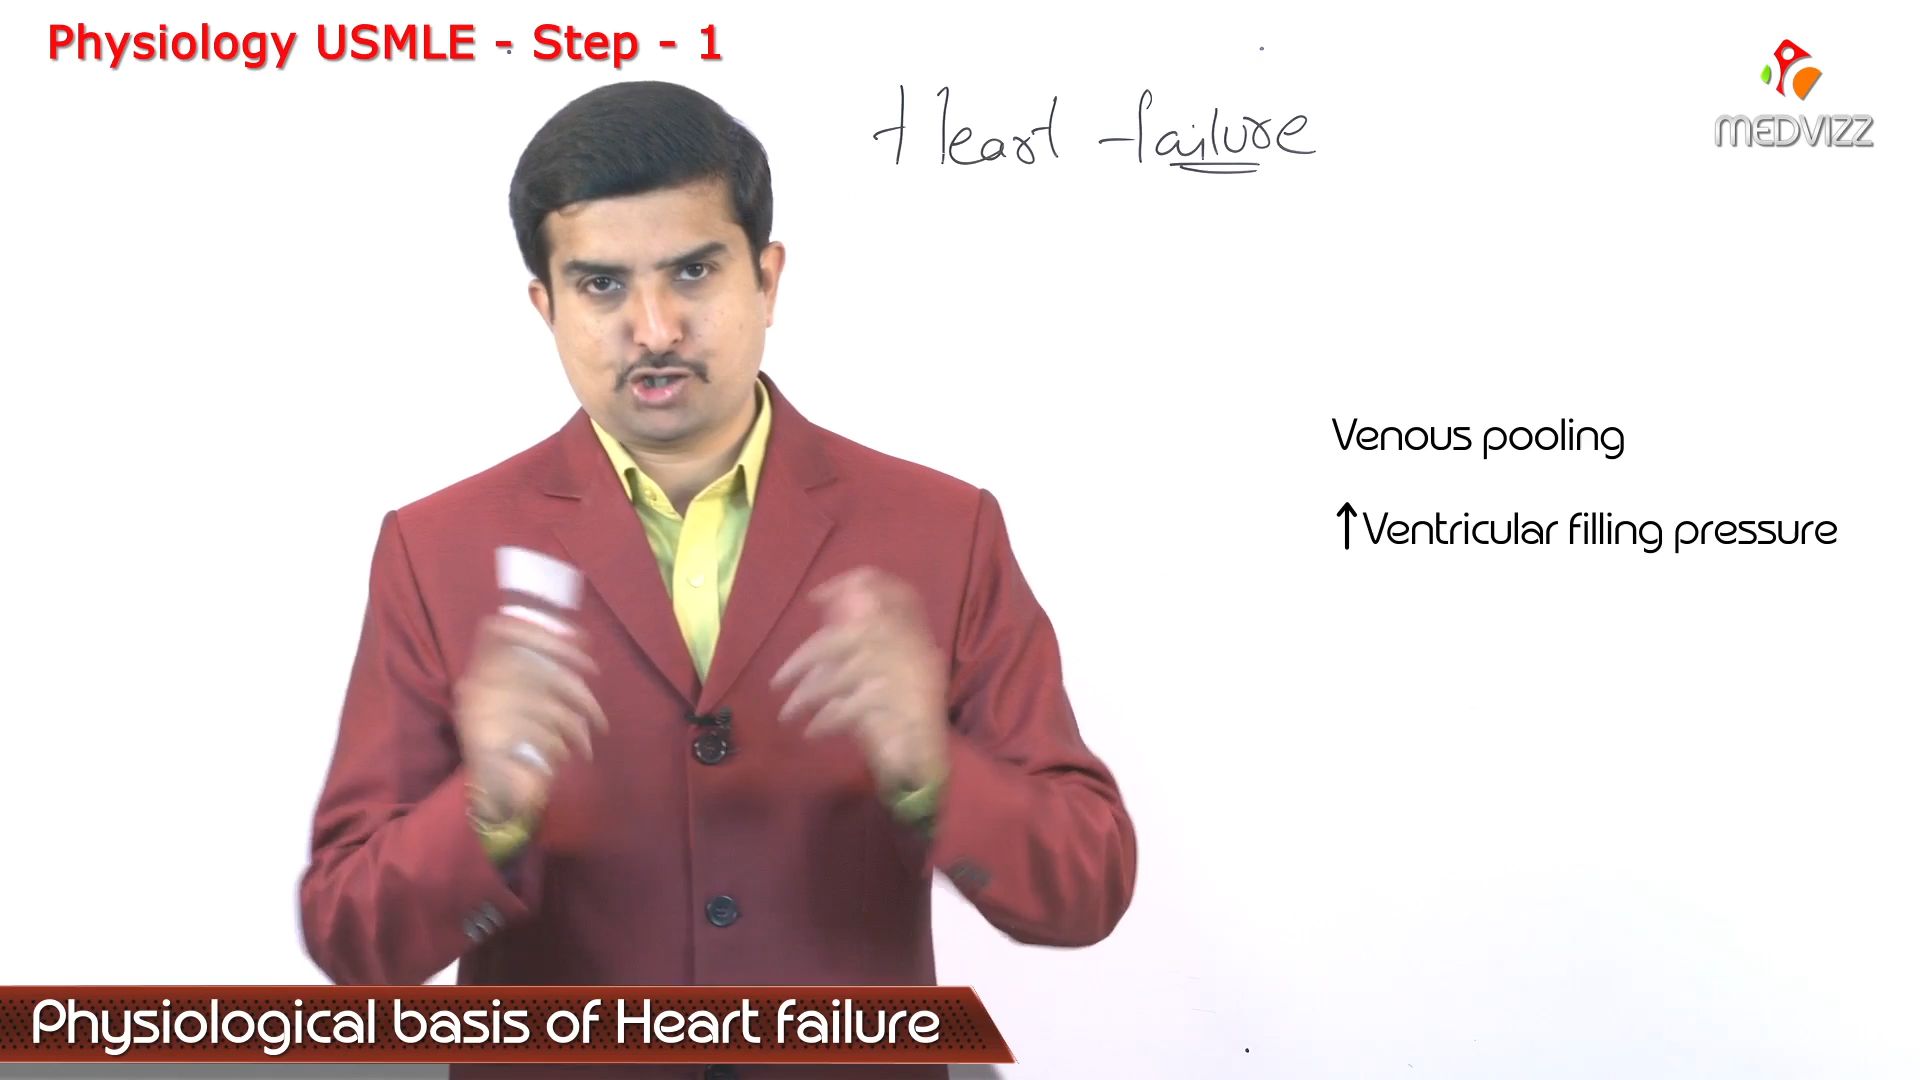 Physiology USMLE - Step - 1
Heart failure
MEDVIZZ
Venous pooling
↑Ventricular filling pressure
Physiological basis of Heart failure